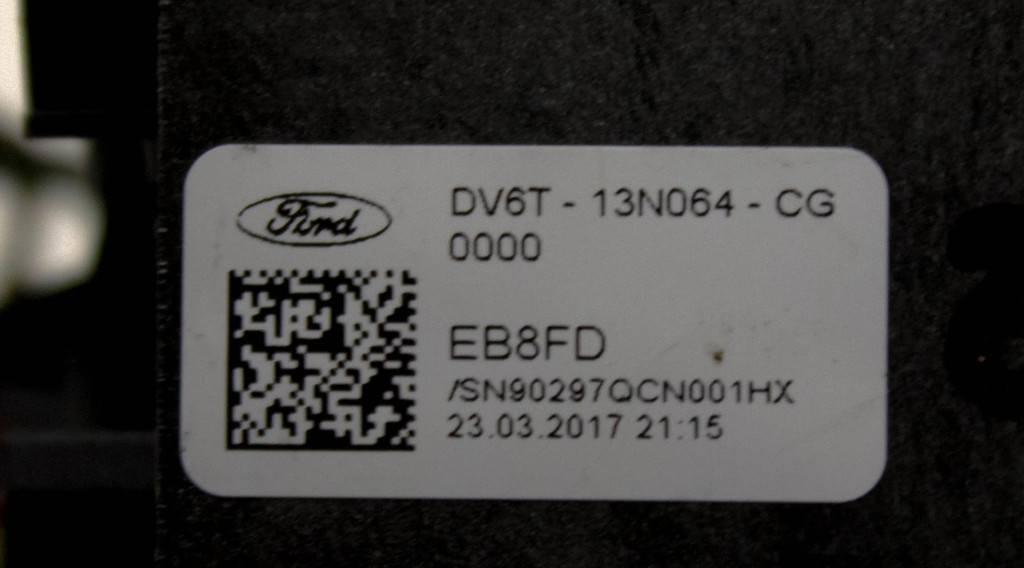 Ford
DV6T - 13N064 - CG
0000
EB8FD
/SN90297QCN001HX
23.03.2017 21:15